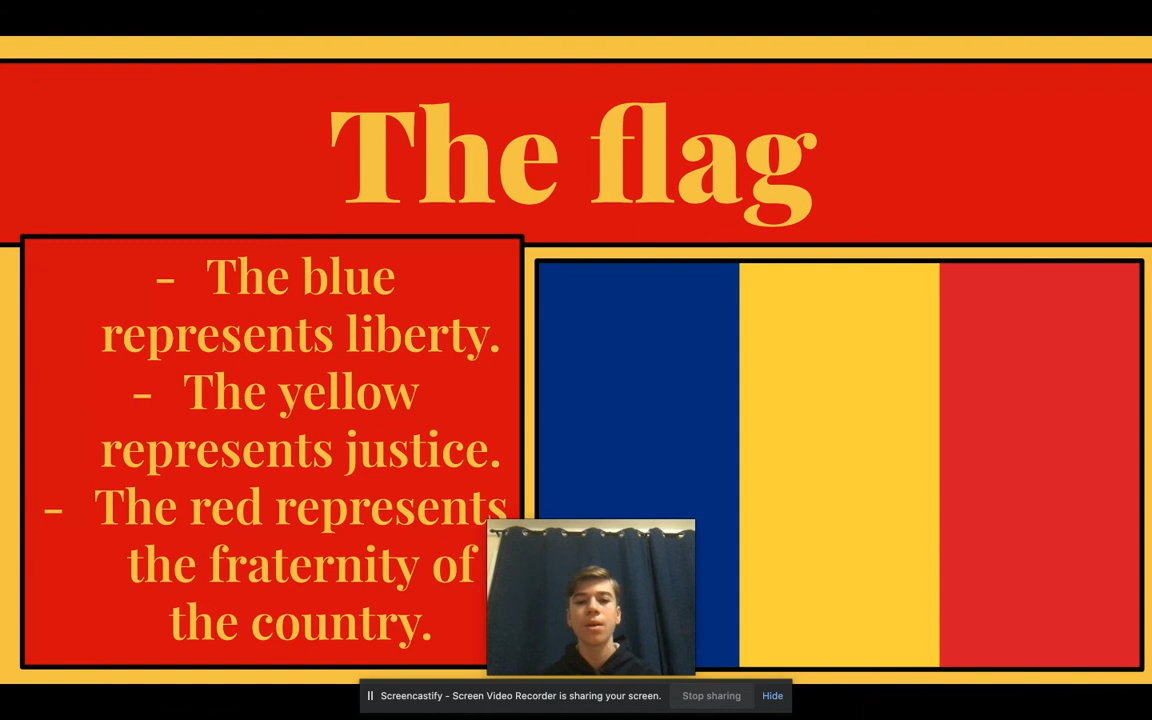 The flag
- The blue
represents liberty.
- The yellow
represents justice.
- The red represents
the fraternity of
the country.
Screencastify - Screen Video Recorder is sharing your screen. Stop sharing Hide